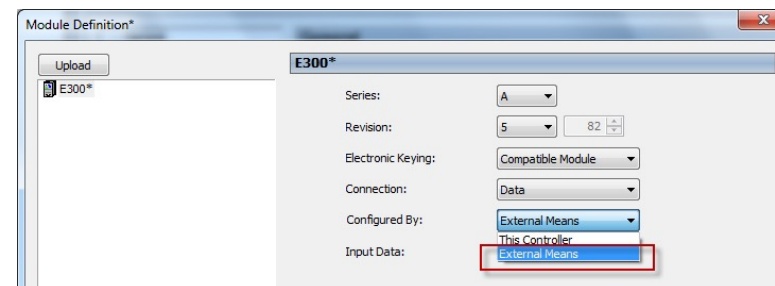 Module Definition*
Upload
E300*
E300*
Series: A
Revision: 5 82
Electronic Keying: Compatible Module
Connection: Data
Configured By: External Means
This Controller
Input Data: External Means